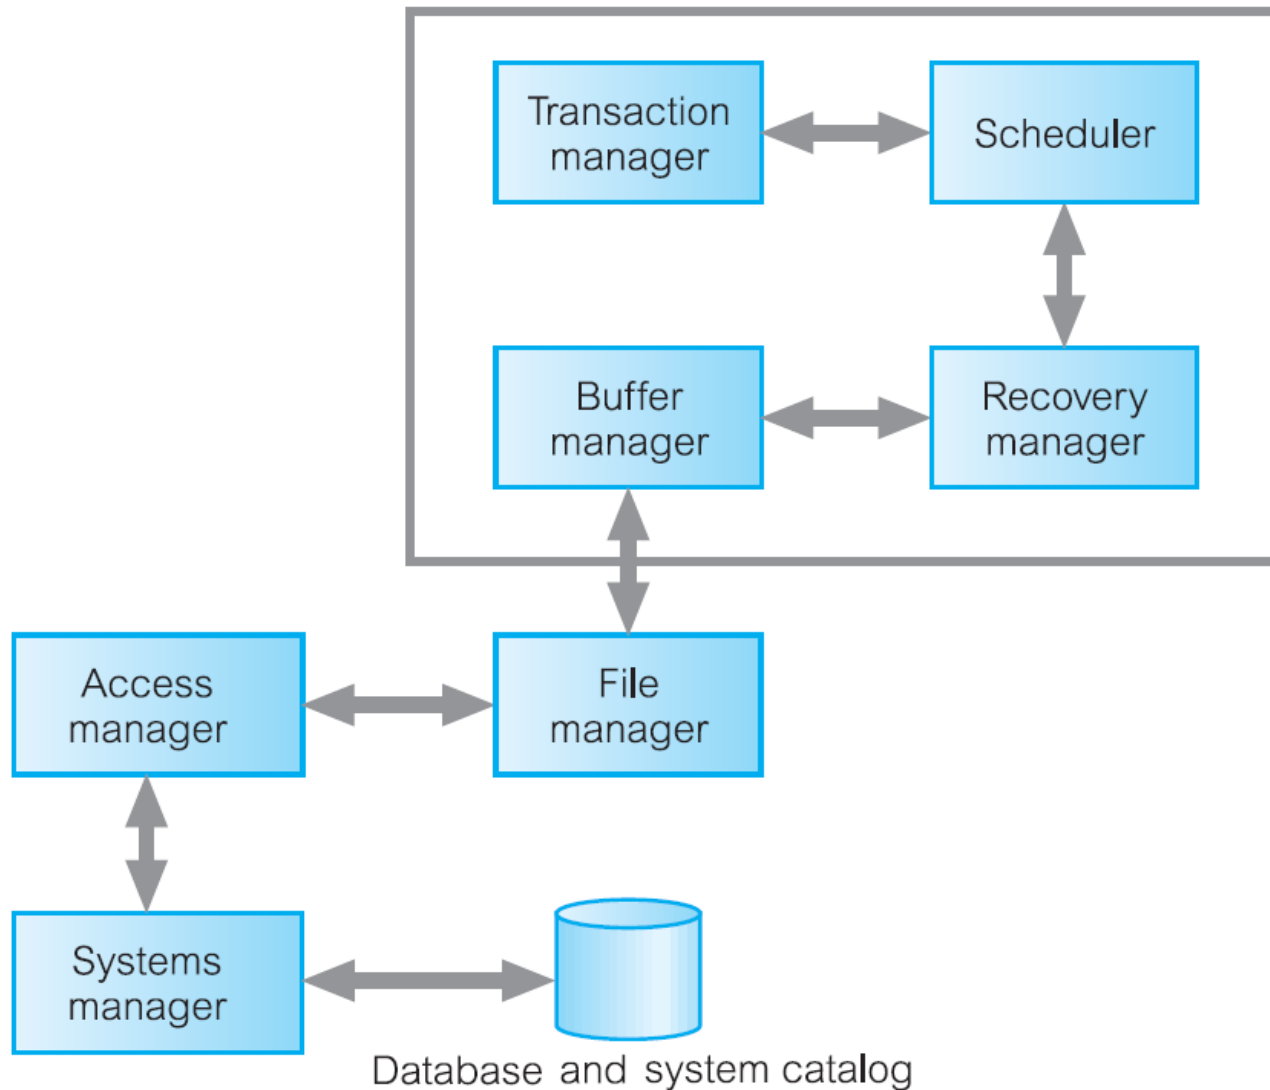 Transaction
manager
Scheduler
Buffer
manager
Recovery
manager
Access
manager
File
manager
Systems
manager
Database and system catalog